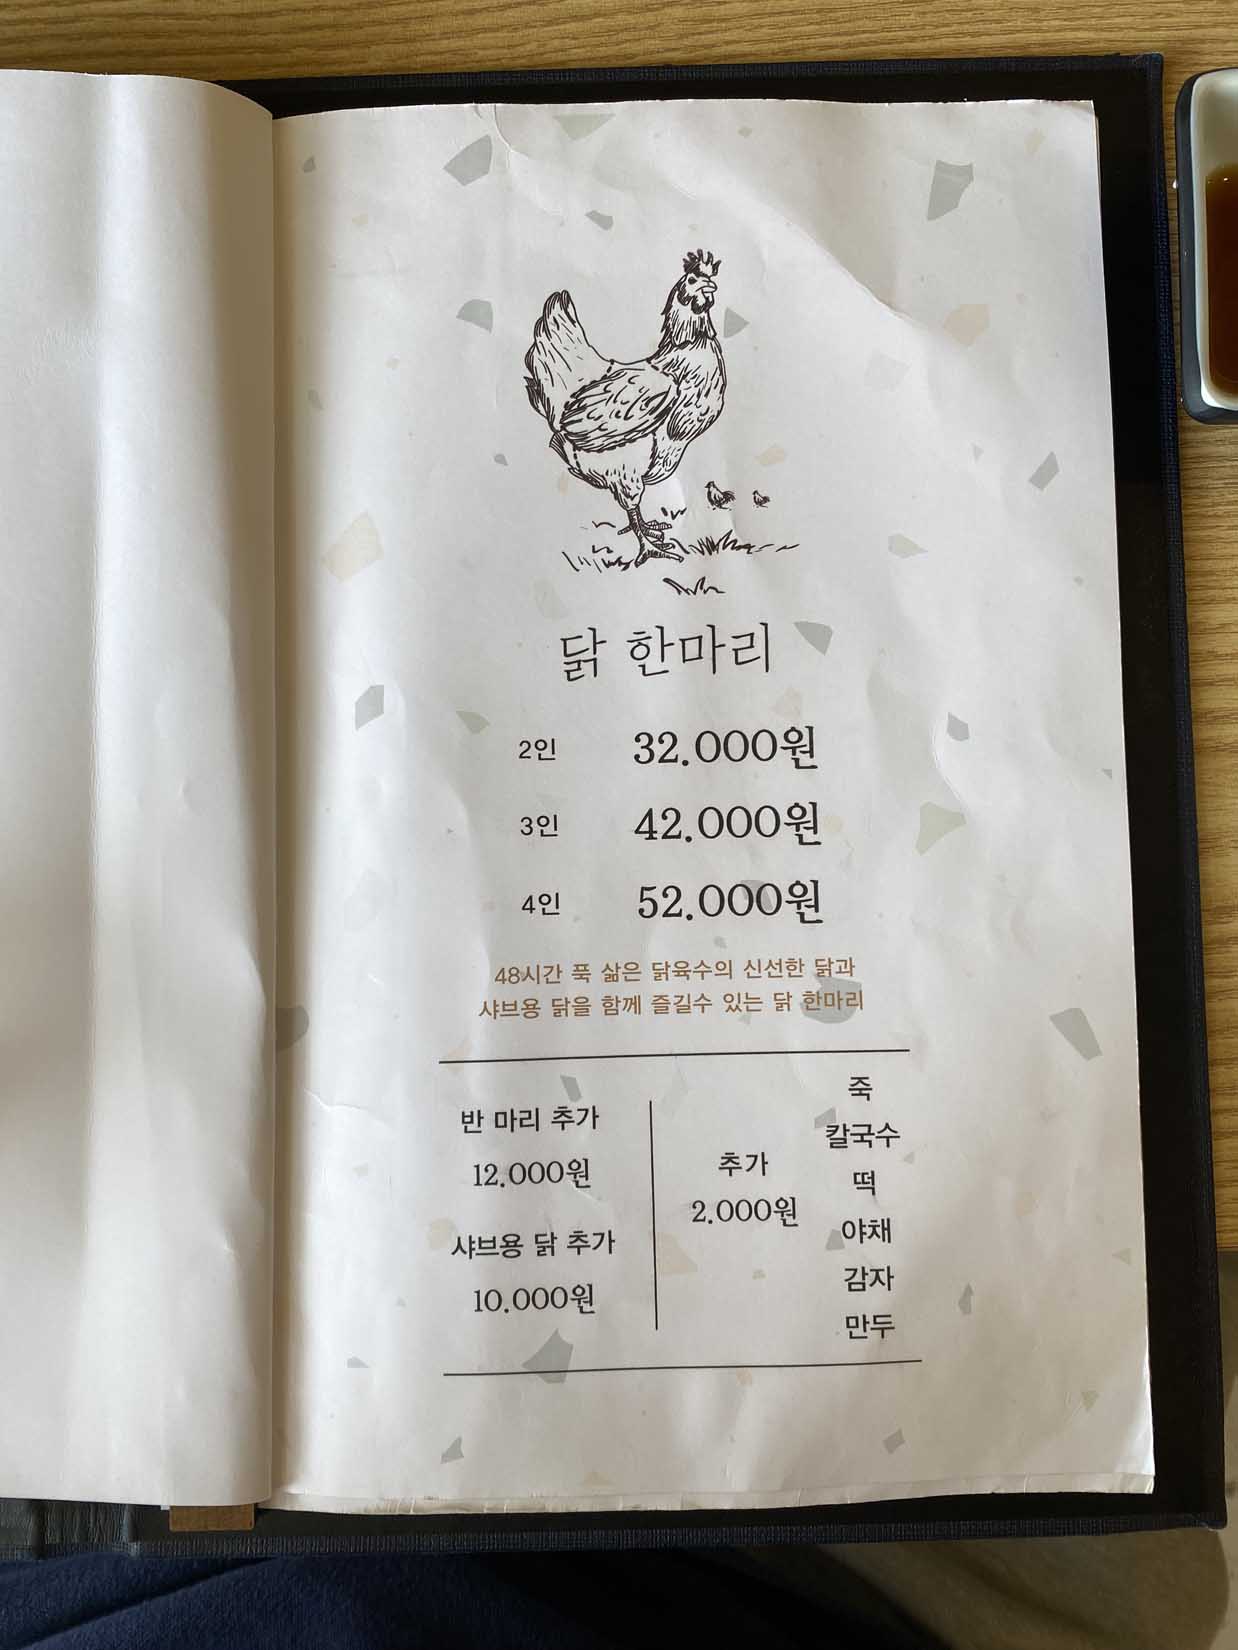 닭 한마리
2인 32.000원
3인 42.000원
4인 52.000원
48시간 푹 삶은 닭육수의 신선한 닭과
샤브용 닭을 함께 즐길수 있는 닭 한마리
반 마리 추가
12.000원
샤브용 닭 추가
10.000원
추가
2.000원
죽
칼국수
떡
야채
감자
만두